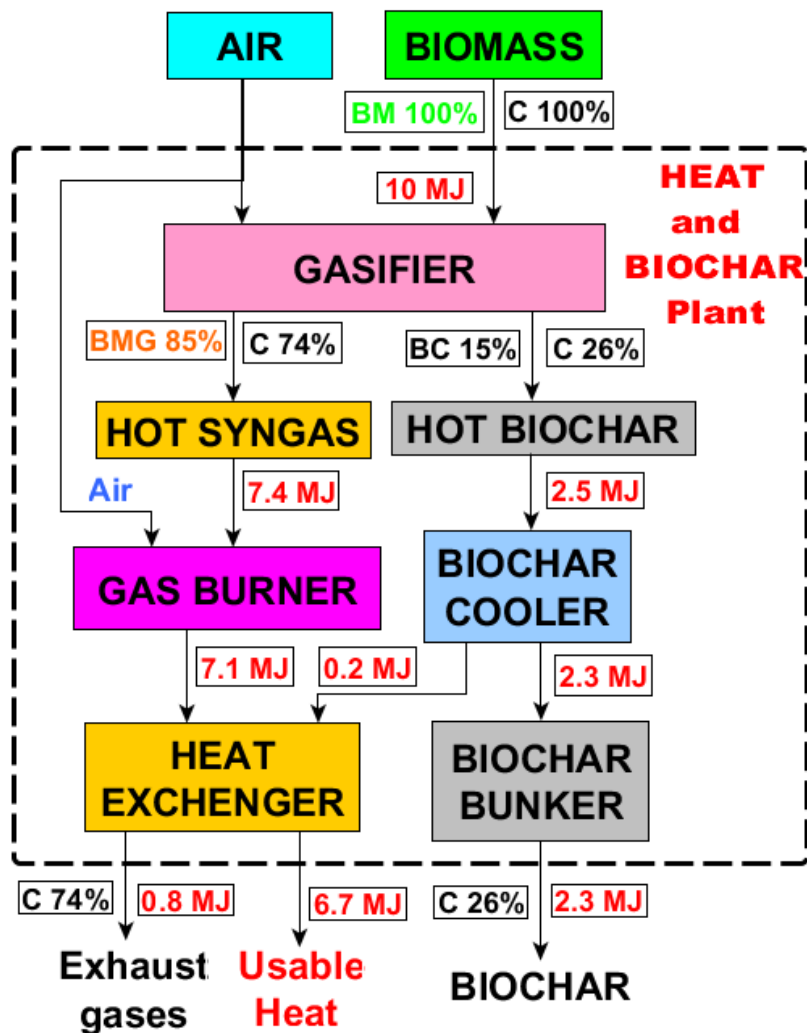 AIR
BIOMASS
BM 100%
C 100%
10 MJ
HEAT
and
BIOCHAR
Plant
GASIFIER
BMG 85%
C 74%
BC 15%
C 26%
HOT SYNGAS
HOT BIOCHAR
Air
7.4 MJ
2.5 MJ
GAS BURNER
BIOCHAR
COOLER
7.1 MJ
0.2 MJ
2.3 MJ
HEAT
EXCHENGER
BIOCHAR
BUNKER
C 74%
0.8 MJ
6.7 MJ
C 26%
2.3 MJ
Exhaust
gases
Usable
Heat
BIOCHAR